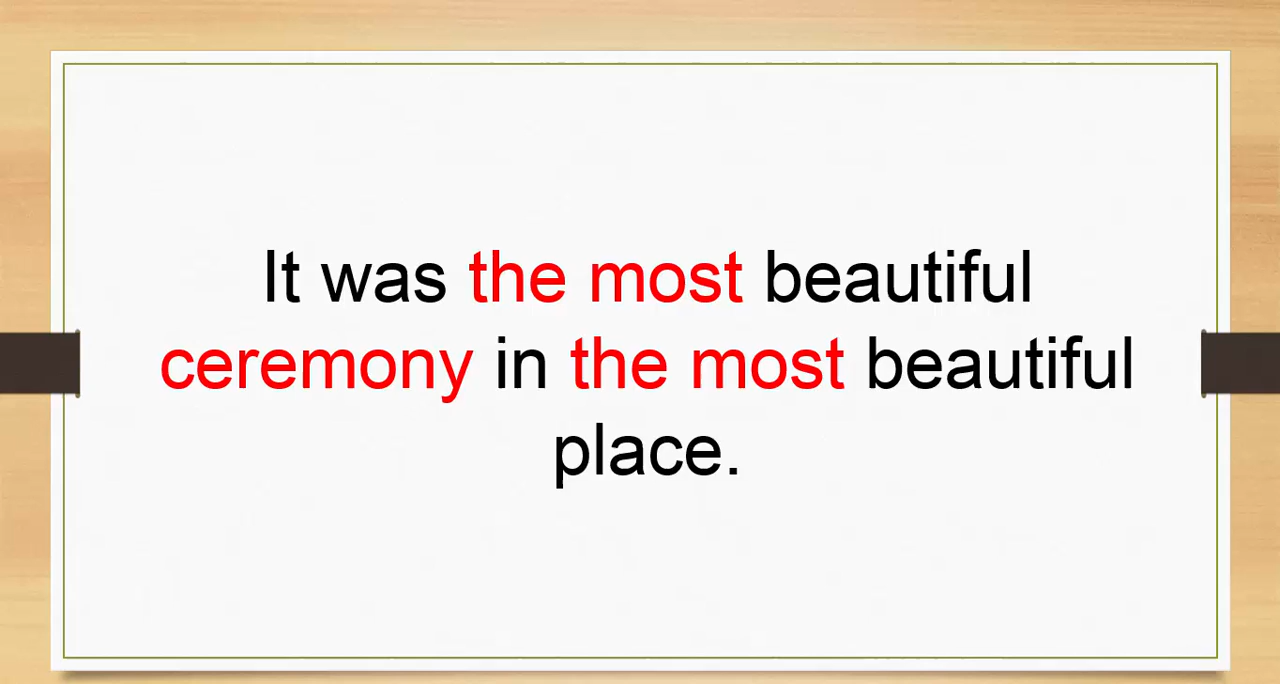 It was the most beautiful
ceremony in the most beautiful
place.